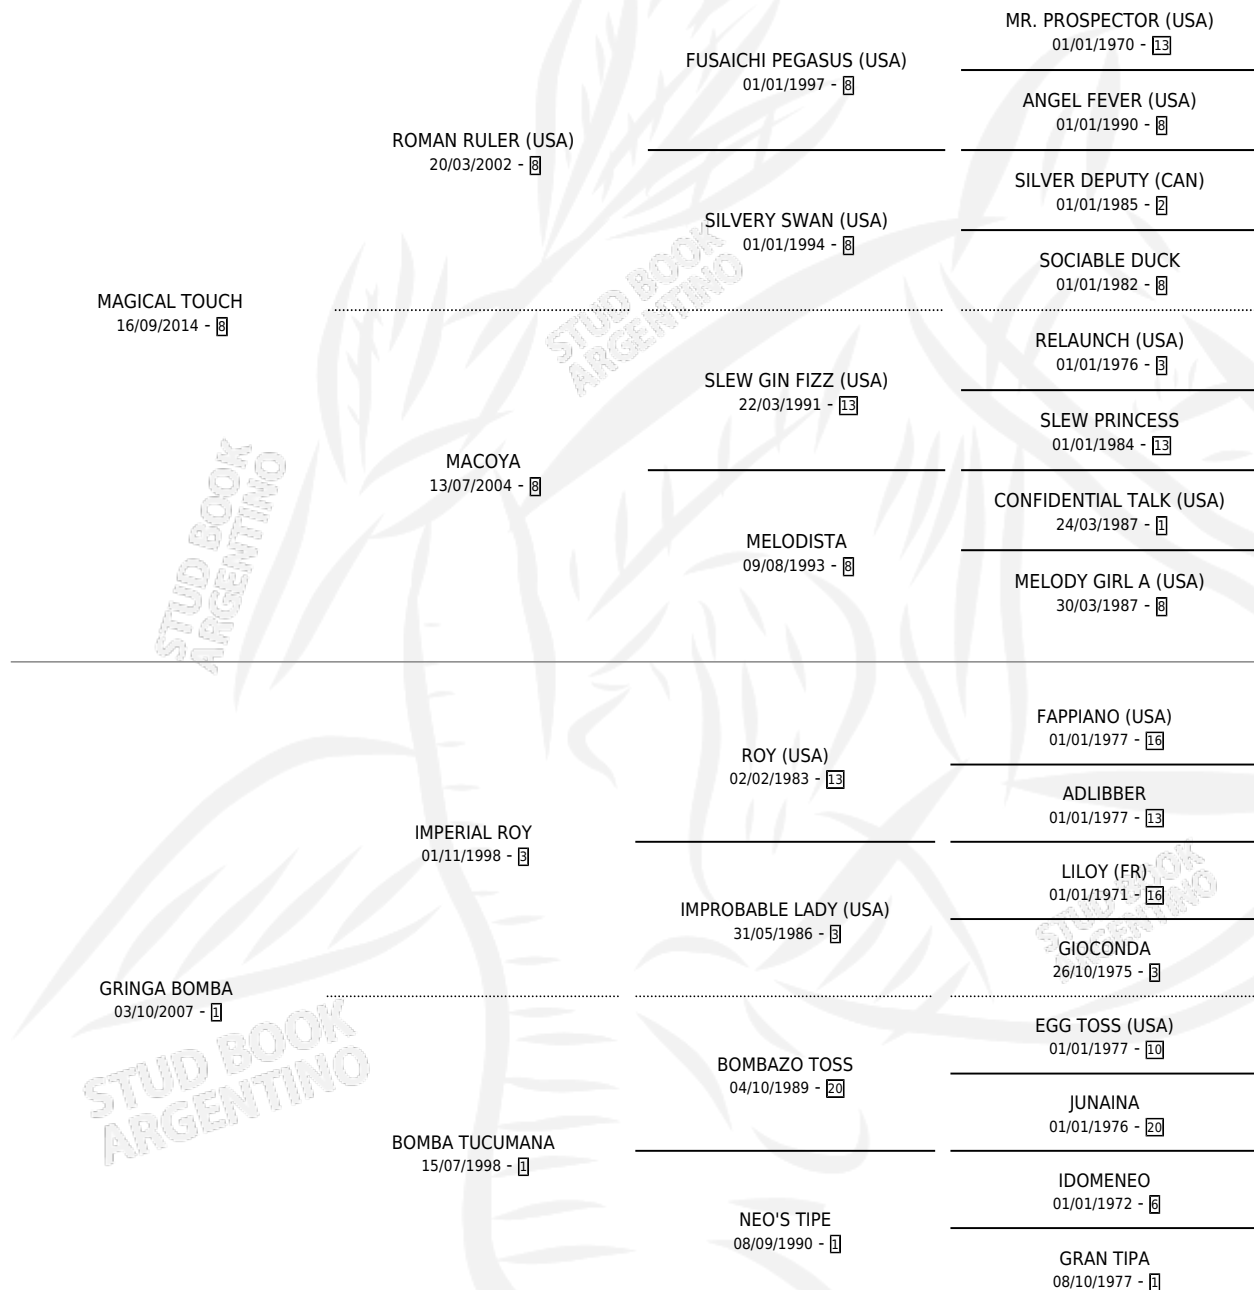 MR. PROSPECTOR (USA)
01/01/1970 - 13
FUSAICHI PEGASUS (USA)
01/01/1997 - 8
ANGEL FEVER (USA)
01/01/1990 - 8
ROMAN RULER (USA)
20/03/2002 - 8
SILVER DEPUTY (CAN)
01/01/1985 - 2
SILVERY SWAN (USA)
01/01/1994 - 8
SOCIABLE DUCK
01/01/1982 - 8
STUD BOOK
ARGENTINO
MAGICAL TOUCH
16/09/2014 - 8
RELAUNCH (USA)
01/01/1976 - 3
SLEW GIN FIZZ (USA)
22/03/1991 - 13
SLEW PRINCESS
01/01/1984 - 13
MACOYA
13/07/2004 - 8
CONFIDENTIAL TALK (USA)
24/03/1987 - 1
MELODISTA
09/08/1993 - 8
MELODY GIRL A (USA)
30/03/1987 - 8
STUD BOOK
ARGENTINO
FAPPIANO (USA)
01/01/1977 - 16
ROY (USA)
02/02/1983 - 13
ADLIBBER
01/01/1977 - 13
IMPERIAL ROY
01/11/1998 - 3
LILOY (FR)
01/01/1971 - 16
IMPROBABLE LADY (USA)
31/05/1986 - 3
GIOCONDA
26/10/1975 - 3
STUD BOOK
ARGENTINO
GRINGA BOMBA
03/10/2007 - 1
EGG TOSS (USA)
01/01/1977 - 10
BOMBAZO TOSS
04/10/1989 - 20
JUNAINA
01/01/1976 - 20
STUD BOOK
ARGENTINO
BOMBA TUCUMANA
15/07/1998 - 1
IDOMENEO
01/01/1972 - 6
NEO'S TIPE
08/09/1990 - 1
GRAN TIPA
08/10/1977 - 1